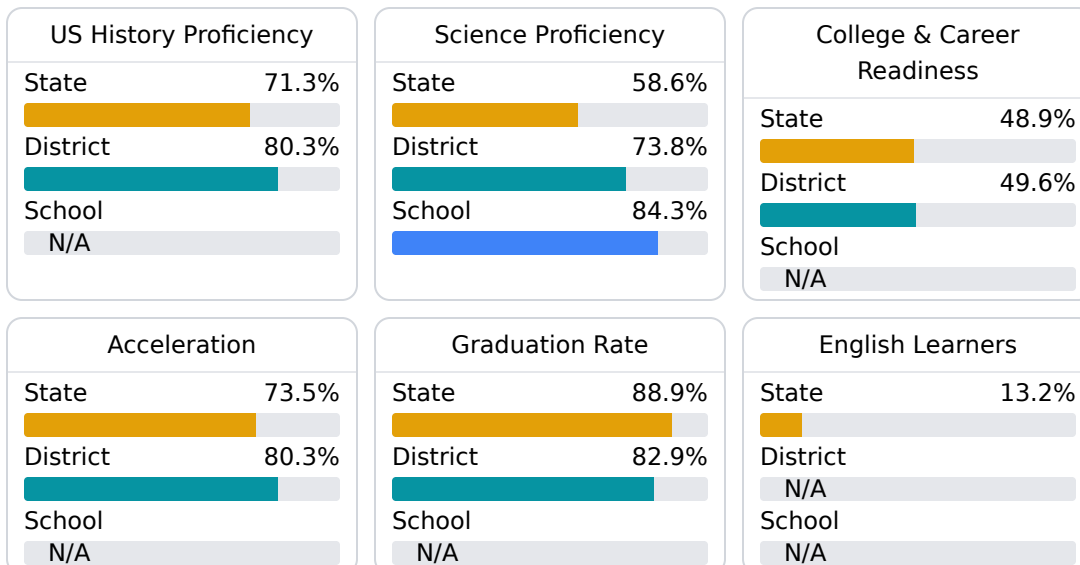 US History Proficiency
State 71.3%
District 80.3%
School
N/A
Science Proficiency
State 58.6%
District 73.8%
School 84.3%
College & Career
Readiness
State 48.9%
District 49.6%
School
N/A
Acceleration
State 73.5%
District 80.3%
School
N/A
Graduation Rate
State 88.9%
District 82.9%
School
N/A
English Learners
State 13.2%
District
N/A
School
N/A